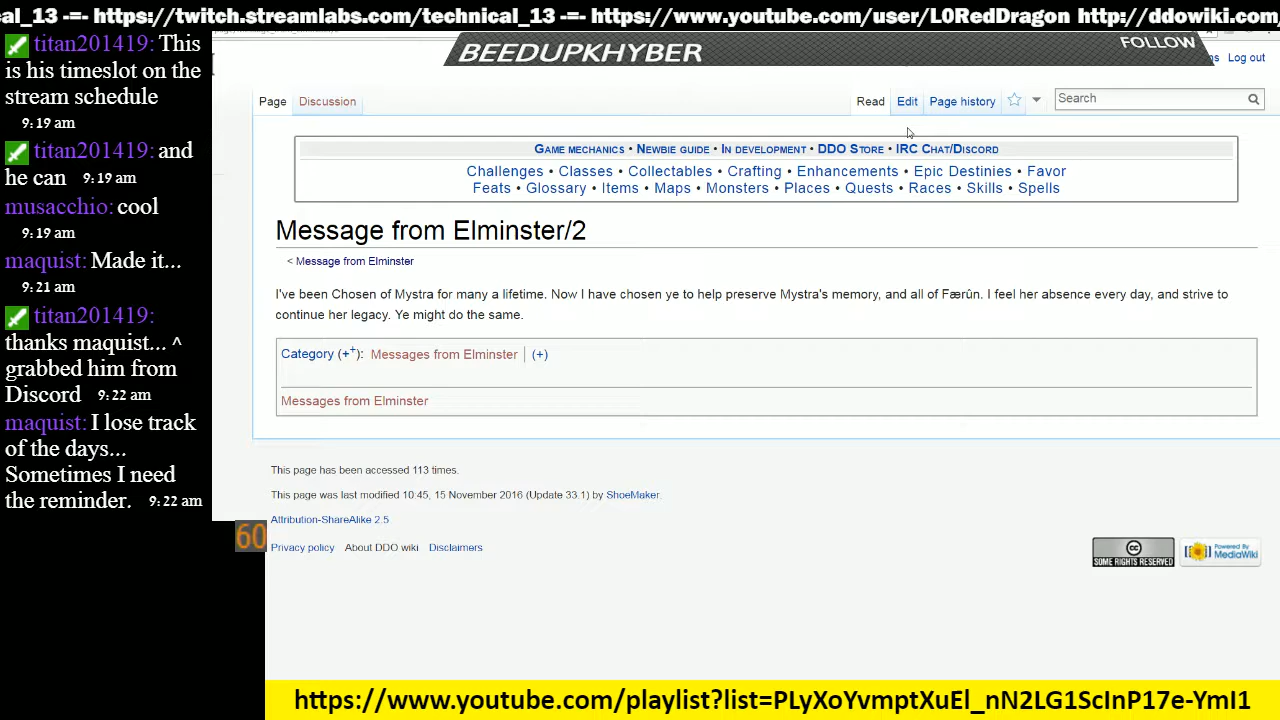 al_13 -=- https://twitch.streamlabs.com/technical_13 -=- https://www.youtube.com/user/L0RedDragon http://ddowiki.com
titan201419: This
is his timeslot on the
stream schedule
9:19 am
titan201419: and
he can 9:19 am
musacchio: cool
9:19 am
maquist: Made it...
9:21 am
titan201419:
thanks maquist... ^
grabbed him from
Discord 9:22 am
maquist: I lose track
of the days...
Sometimes I need
the reminder. 9:22 am
BEEDUPKHYBER
FOLLOW
Log out
Page Discussion Read Edit Page history Search
Game mechanics • Newbie guide • In development • DDO Store • IRC Chat/Discord
Challenges • Classes • Collectables • Crafting • Enhancements • Epic Destinies • Favor
Feats • Glossary • Items • Maps • Monsters • Places • Quests • Races • Skills • Spells
Message from Elminster/2
< Message from Elminster
I've been Chosen of Mystra for many a lifetime. Now I have chosen ye to help preserve Mystra's memory, and all of Færûn. I feel her absence every day, and strive to
continue her legacy. Ye might do the same.
Category (+⁺): Messages from Elminster | (+)
Messages from Elminster
This page has been accessed 113 times.
This page was last modified 10:45, 15 November 2016 (Update 33.1) by ShoeMaker.
Attribution-ShareAlike 2.5
60
Privacy policy About DDO wiki Disclaimers
SOME RIGHTS RESERVED
Powered By
MediaWiki
https://www.youtube.com/playlist?list=PLyXoYvmptXuEl_nN2LG1ScInP17e-YmI1